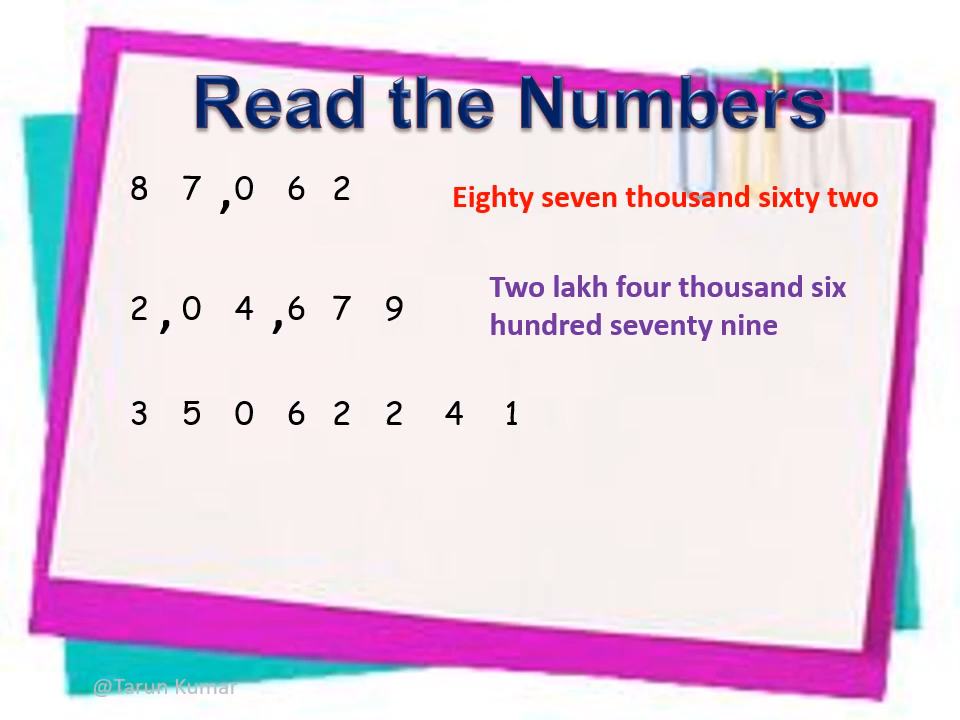 Read the Numbers
8 7 , 0 6 2
Eighty seven thousand sixty two
2 , 0 4 , 6 7 9
Two lakh four thousand six
hundred seventy nine
3 5 0 6 2 2 4 1
@Tarun Kumar